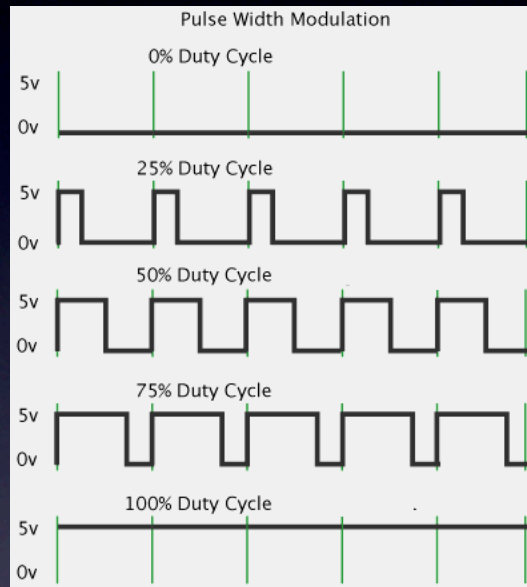 Pulse Width Modulation
0% Duty Cycle
5v
0v
25% Duty Cycle
5v
0v
50% Duty Cycle
5v
0v
75% Duty Cycle
5v
0v
100% Duty Cycle
5v
0v